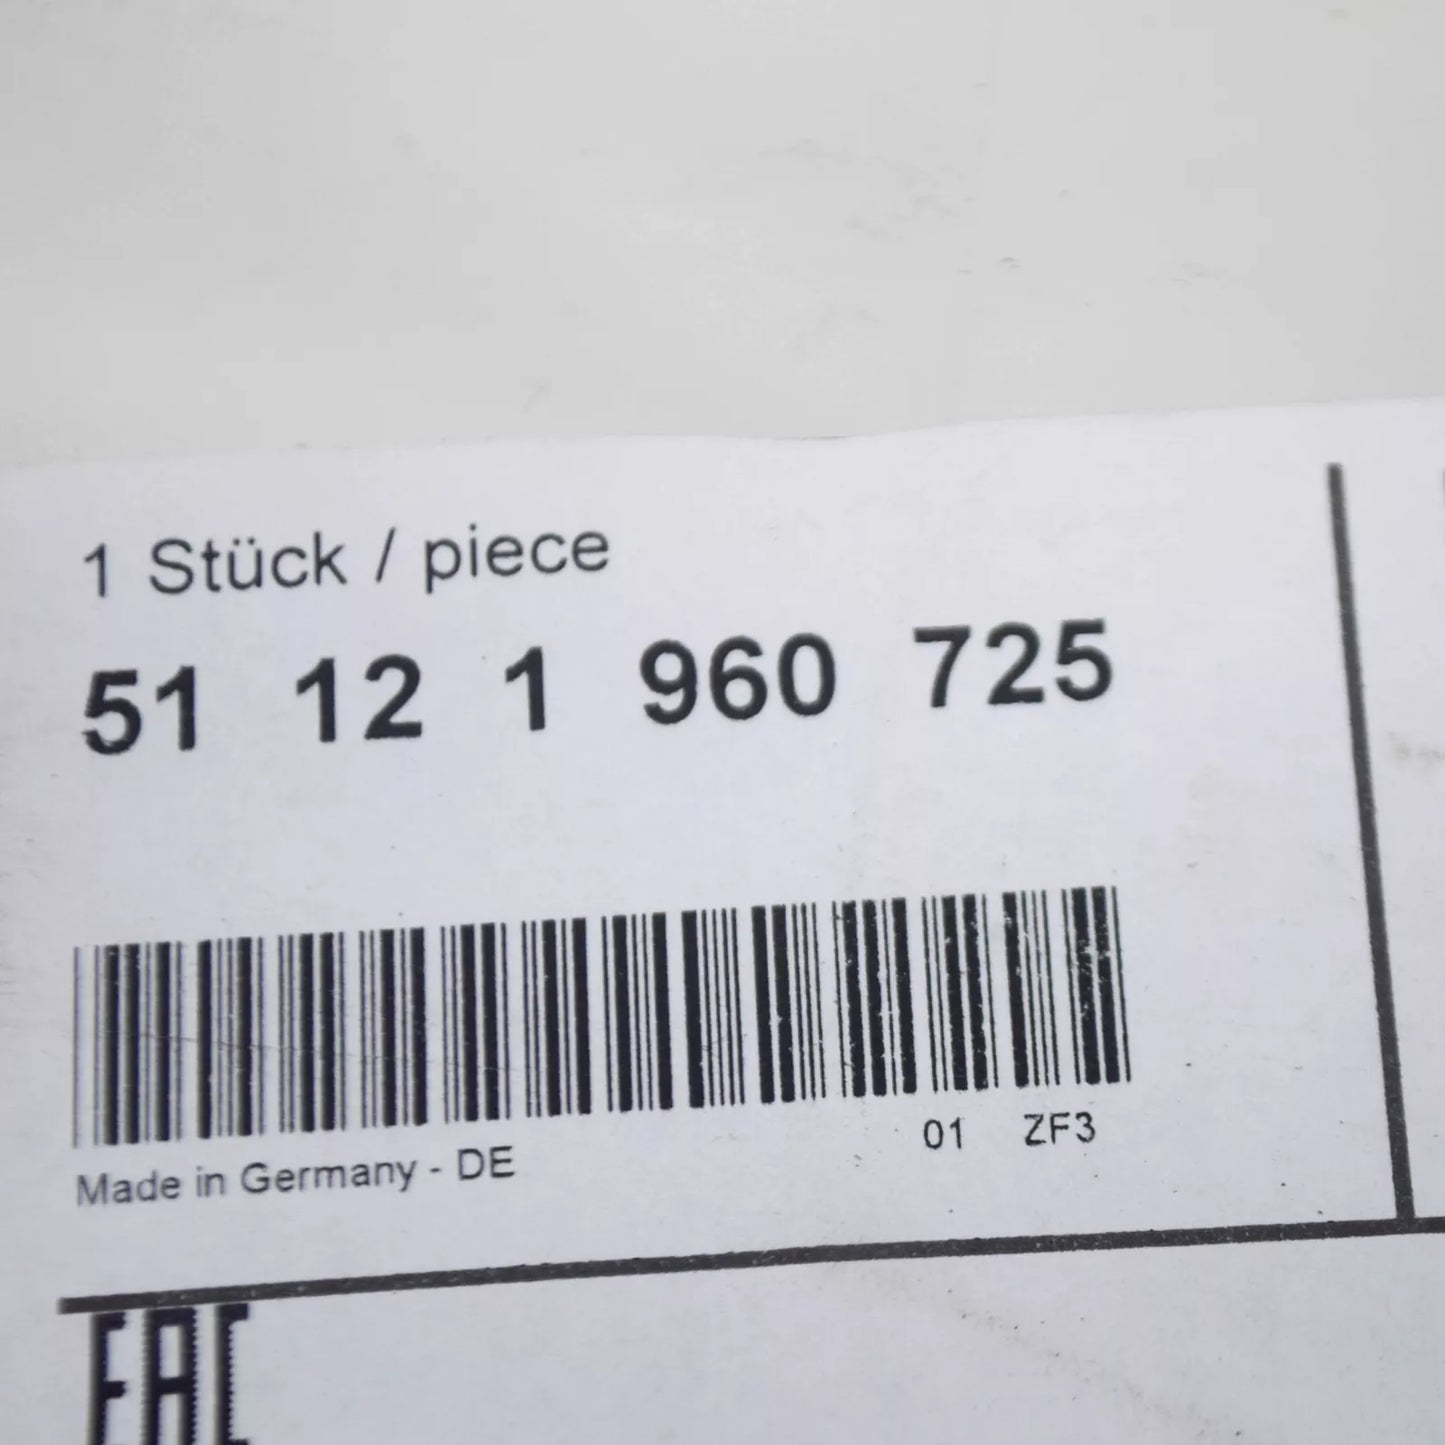 1 Stück / piece
51 12 1 960 725
01 ZF3
Made in Germany - DE
EAC